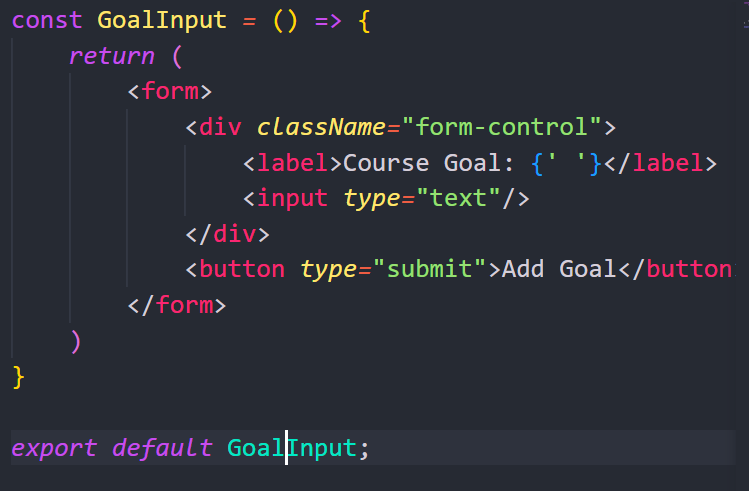 const GoalInput = () => {
return (
<form>
<div className="form-control">
<label>Course Goal: {' '}</label>
<input type="text"/>
</div>
<button type="submit">Add Goal</button
</form>
)
}
export default GoalInput;